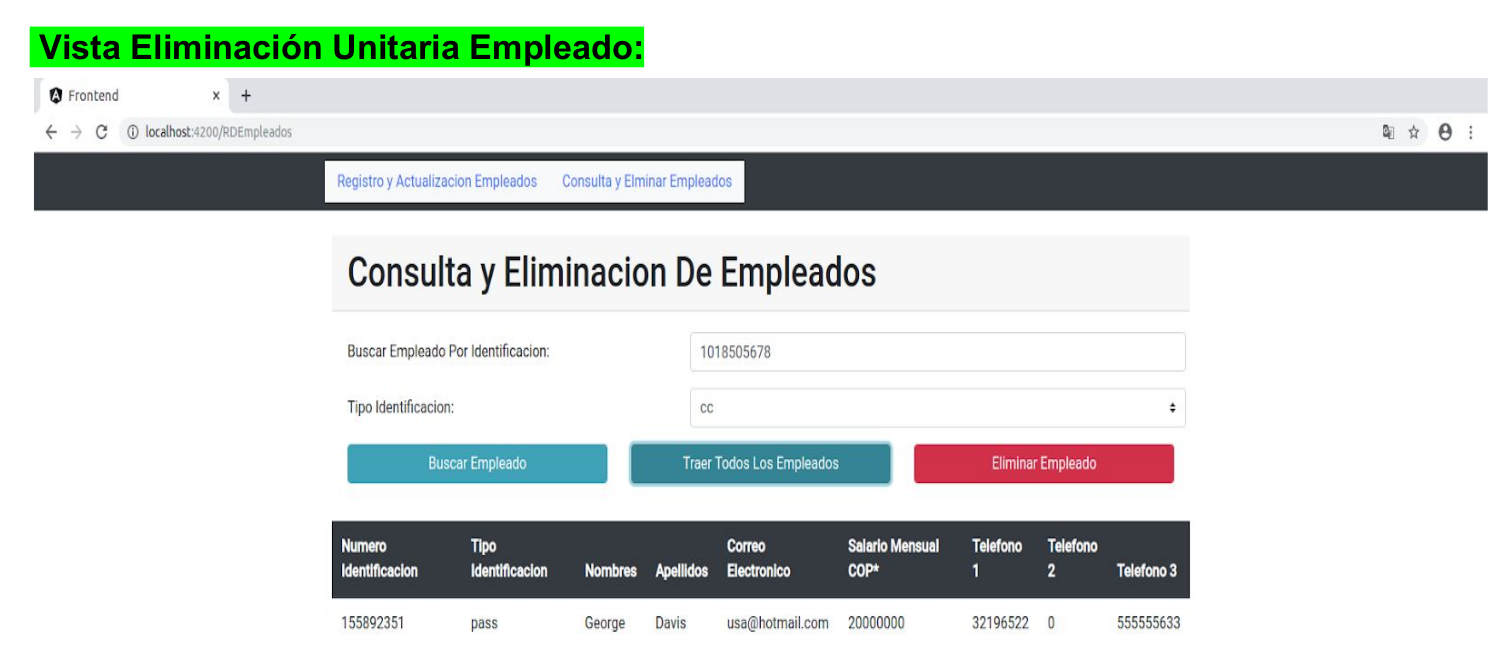 Vista Eliminación Unitaria Empleado:
Frontend × +
localhost:4200/RDEmpleados
Registro y Actualizacion Empleados Consulta y Elminar Empleados
Consulta y Eliminacion De Empleados
Buscar Empleado Por Identificacion: 1018505678
Tipo Identificacion: cc
Buscar Empleado Traer Todos Los Empleados Eliminar Empleado
Numero Tipo Correo Salario Mensual Telefono Telefono
Identificacion Identificacion Nombres Apellidos Electronico COP* 1 2 Telefono 3
155892351 pass George Davis usa@hotmail.com 20000000 32196522 0 555555633